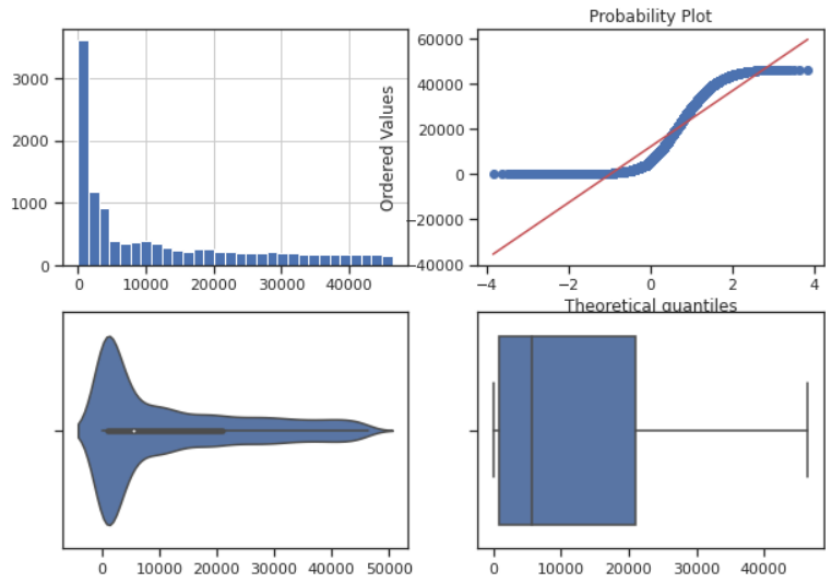 Probability Plot
3000
2000
1000
0
0 10000 20000 30000 40000
Ordered Values
60000
40000
20000
0
−20000
−40000
−4 −2 0 2 4
Theoretical quantiles
0 10000 20000 30000 40000 50000
0 10000 20000 30000 40000